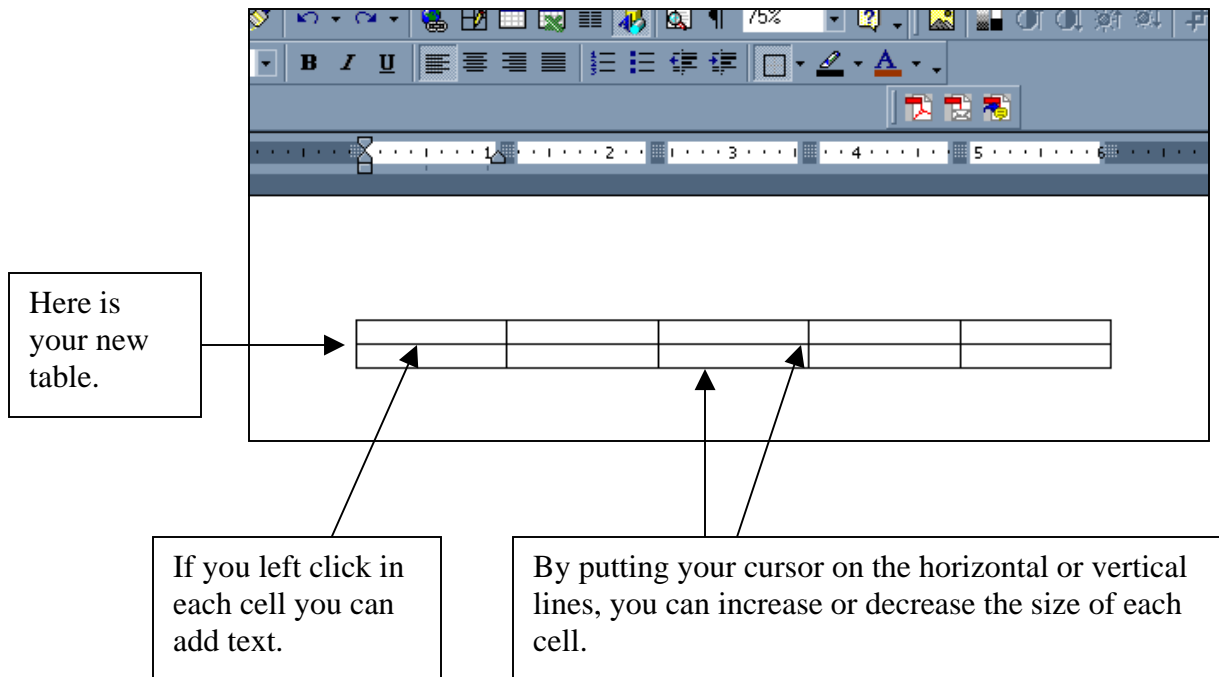 75%
B I U
1 2 3 4 5 6
Here is
your new
table.
If you left click in
each cell you can
add text.
By putting your cursor on the horizontal or vertical
lines, you can increase or decrease the size of each
cell.